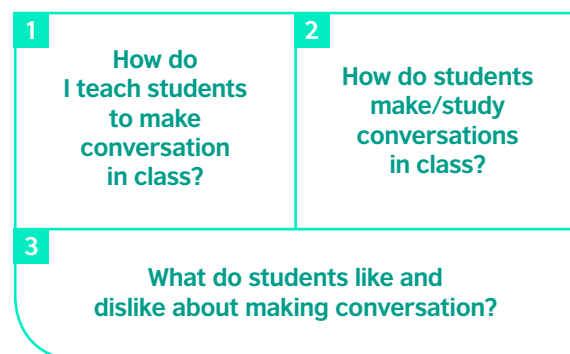 1
How do
I teach students
to make
conversation
in class?
2
How do students
make/study
conversations
in class?
3
What do students like and
dislike about making conversation?